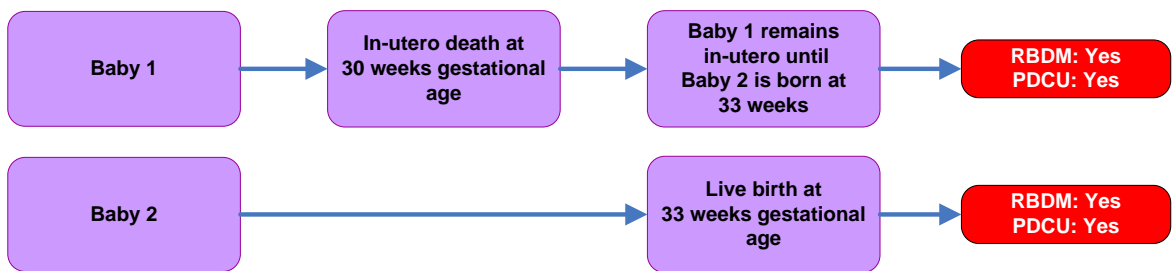 Baby 1
In-utero death at
30 weeks gestational
age
Baby 1 remains
in-utero until
Baby 2 is born at
33 weeks
RBDM: Yes
PDCU: Yes
Baby 2
Live birth at
33 weeks gestational
age
RBDM: Yes
PDCU: Yes